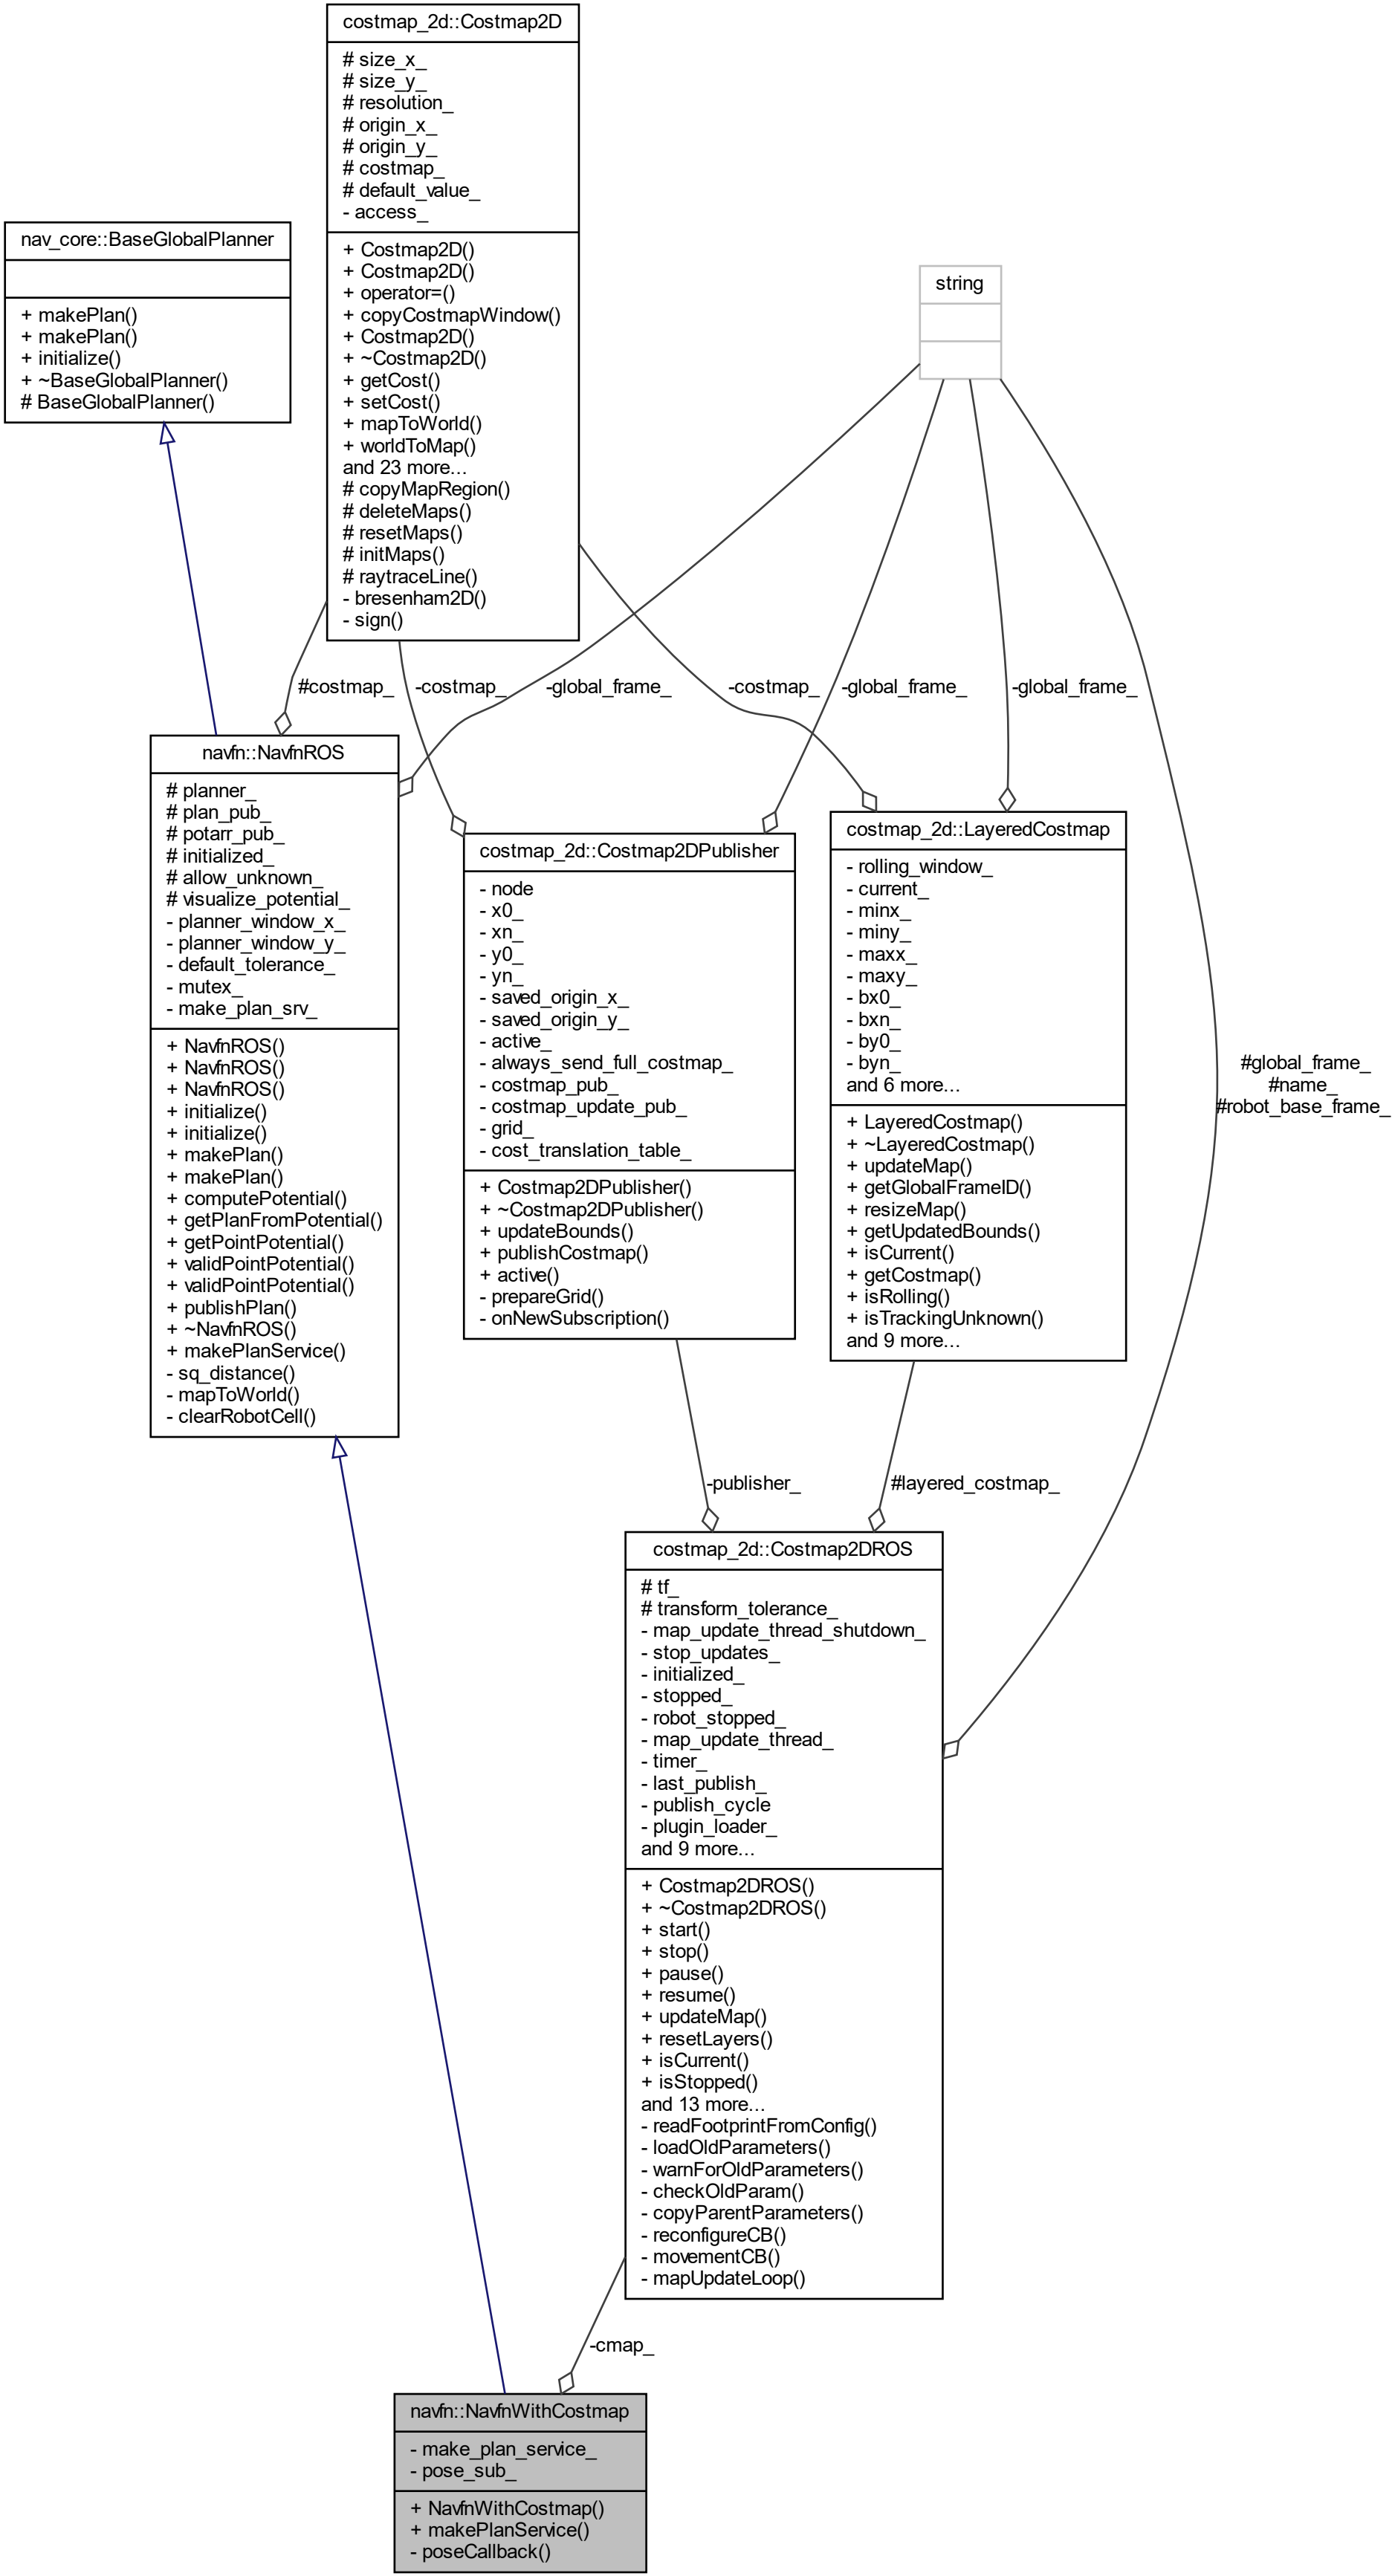 costmap_2d::Costmap2D
# size_x_
# size_y_
# resolution_
# origin_x_
# origin_y_
# costmap_
# default_value_
- access_
+ Costmap2D()
+ Costmap2D()
+ operator=()
+ copyCostmapWindow()
+ Costmap2D()
+ ~Costmap2D()
+ getCost()
+ setCost()
+ mapToWorld()
+ worldToMap()
and 23 more...
# copyMapRegion()
# deleteMaps()
# resetMaps()
# initMaps()
# raytraceLine()
- bresenham2D()
- sign()
nav_core::BaseGlobalPlanner
+ makePlan()
+ makePlan()
+ initialize()
+ ~BaseGlobalPlanner()
# BaseGlobalPlanner()
string
#costmap_
-costmap_
-global_frame_
-costmap_
-global_frame_
-global_frame_
navfn::NavfnROS
# planner_
# plan_pub_
# potarr_pub_
# initialized_
# allow_unknown_
# visualize_potential_
- planner_window_x_
- planner_window_y_
- default_tolerance_
- mutex_
- make_plan_srv_
+ NavfnROS()
+ NavfnROS()
+ NavfnROS()
+ initialize()
+ initialize()
+ makePlan()
+ makePlan()
+ computePotential()
+ getPlanFromPotential()
+ getPointPotential()
+ validPointPotential()
+ validPointPotential()
+ publishPlan()
+ ~NavfnROS()
+ makePlanService()
- sq_distance()
- mapToWorld()
- clearRobotCell()
costmap_2d::Costmap2DPublisher
- node
- x0_
- xn_
- y0_
- yn_
- saved_origin_x_
- saved_origin_y_
- active_
- always_send_full_costmap_
- costmap_pub_
- costmap_update_pub_
- grid_
- cost_translation_table_
+ Costmap2DPublisher()
+ ~Costmap2DPublisher()
+ updateBounds()
+ publishCostmap()
+ active()
- prepareGrid()
- onNewSubscription()
costmap_2d::LayeredCostmap
- rolling_window_
- current_
- minx_
- miny_
- maxx_
- maxy_
- bx0_
- bxn_
- by0_
- byn_
and 6 more...
+ LayeredCostmap()
+ ~LayeredCostmap()
+ updateMap()
+ getGlobalFrameID()
+ resizeMap()
+ getUpdatedBounds()
+ isCurrent()
+ getCostmap()
+ isRolling()
+ isTrackingUnknown()
and 9 more...
#global_frame_
#name_
#robot_base_frame_
-publisher_
#layered_costmap_
costmap_2d::Costmap2DROS
# tf_
# transform_tolerance_
- map_update_thread_shutdown_
- stop_updates_
- initialized_
- stopped_
- robot_stopped_
- map_update_thread_
- timer_
- last_publish_
- publish_cycle
- plugin_loader_
and 9 more...
+ Costmap2DROS()
+ ~Costmap2DROS()
+ start()
+ stop()
+ pause()
+ resume()
+ updateMap()
+ resetLayers()
+ isCurrent()
+ isStopped()
and 13 more...
- readFootprintFromConfig()
- loadOldParameters()
- warnForOldParameters()
- checkOldParam()
- copyParentParameters()
- reconfigureCB()
- movementCB()
- mapUpdateLoop()
-cmap_
navfn::NavfnWithCostmap
- make_plan_service_
- pose_sub_
+ NavfnWithCostmap()
+ makePlanService()
- poseCallback()